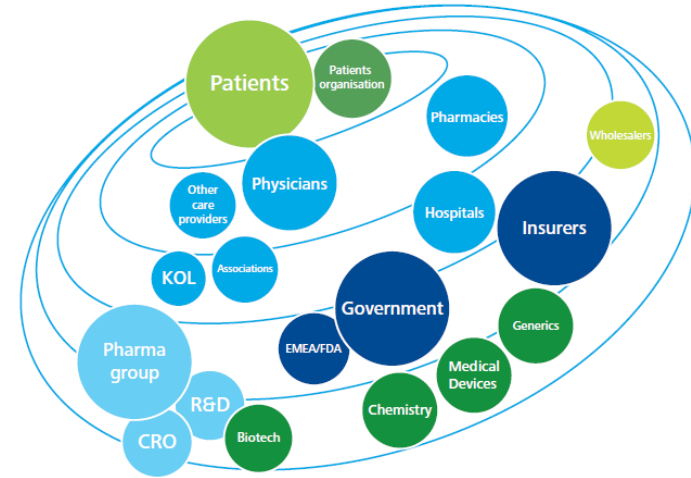 Patients
Patients
organisation
Pharmacies
Wholesalers
Physicians
Other
care
providers
Hospitals
Insurers
KOL
Associations
Government
Generics
EMEA/FDA
Pharma
group
Medical
Devices
R&D
Chemistry
CRO
Biotech